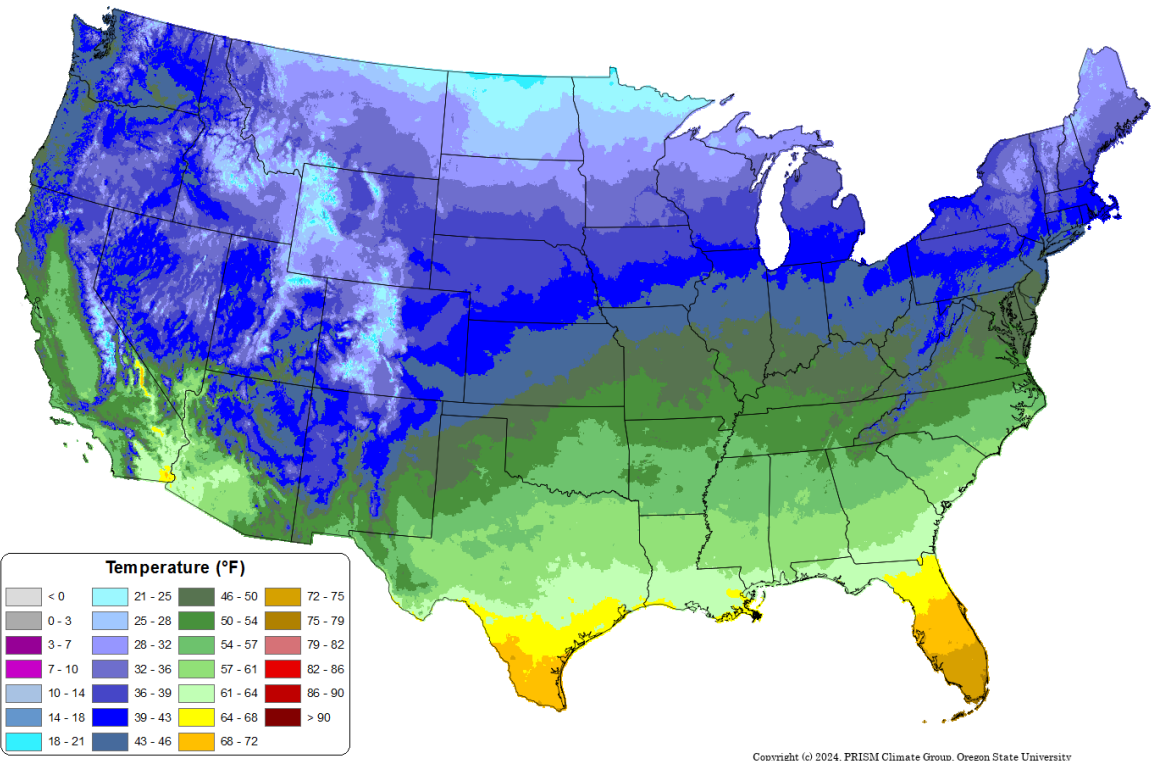 Temperature (°F)
< 0 21 - 25 46 - 50 72 - 75
0 - 3 25 - 28 50 - 54 75 - 79
3 - 7 28 - 32 54 - 57 79 - 82
7 - 10 32 - 36 57 - 61 82 - 86
10 - 14 36 - 39 61 - 64 86 - 90
14 - 18 39 - 43 64 - 68 > 90
18 - 21 43 - 46 68 - 72
Copyright (c) 2024, PRISM Climate Group, Oregon State University